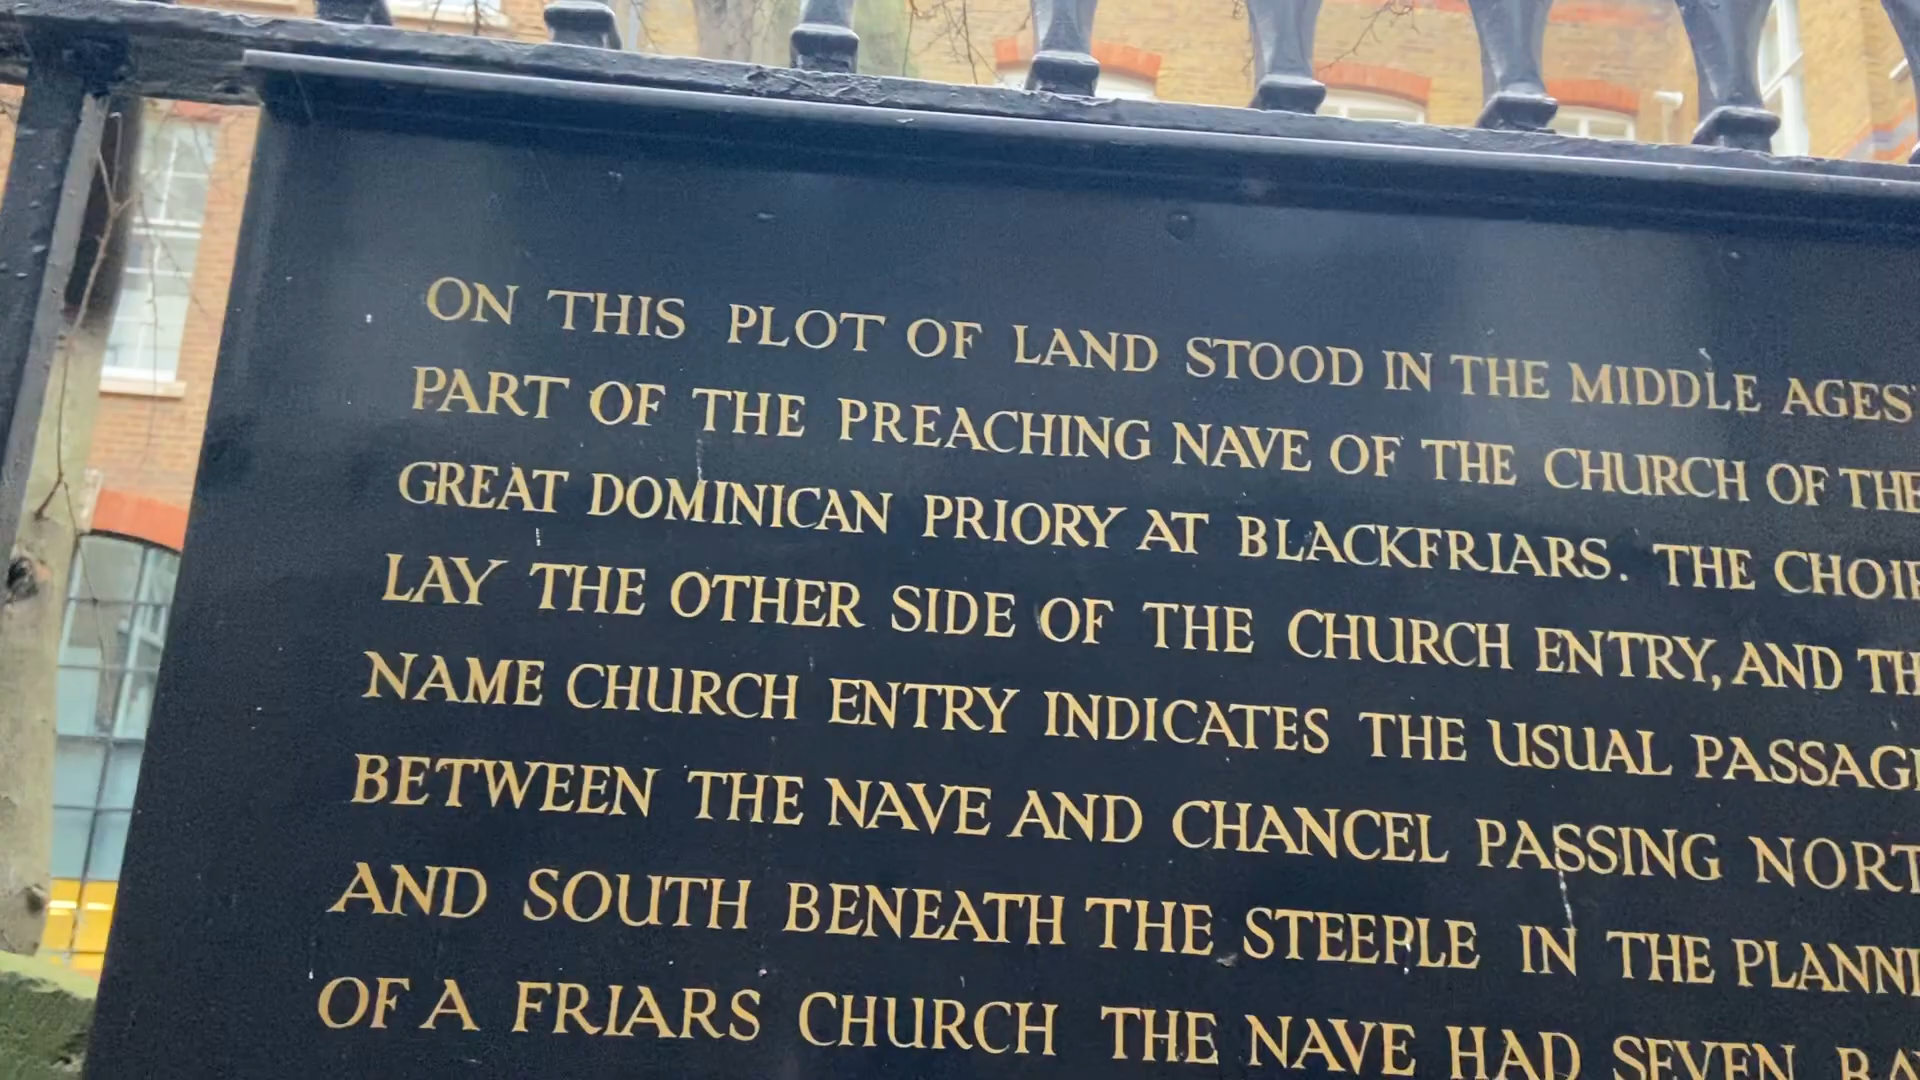 ON THIS PLOT OF LAND STOOD IN THE MIDDLE AGES
PART OF THE PREACHING NAVE OF THE CHURCH OF THE
GREAT DOMINICAN PRIORY AT BLACKFRIARS. THE CHOIR
LAY THE OTHER SIDE OF THE CHURCH ENTRY, AND TH
NAME CHURCH ENTRY INDICATES THE USUAL PASSAG
BETWEEN THE NAVE AND CHANCEL PASSING NORT
AND SOUTH BENEATH THE STEEPLE IN THE PLANNI
OF A FRIARS CHURCH THE NAVE HAD SEVEN BA